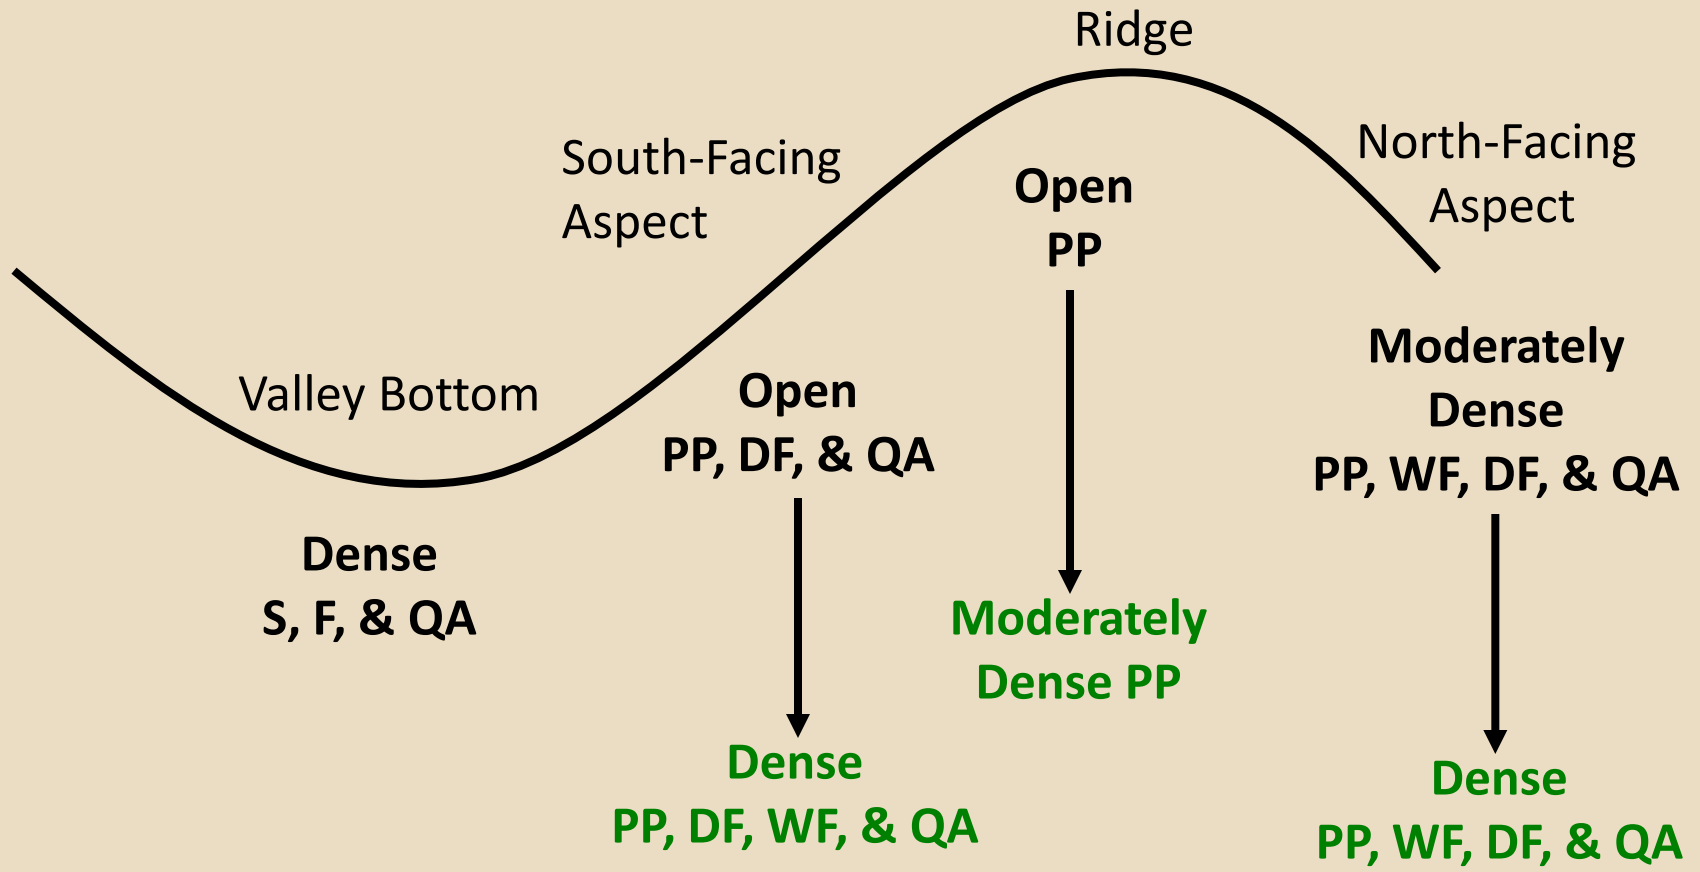 Ridge
South-Facing
Aspect
North-Facing
Aspect
Valley Bottom
Open
PP
Open
PP, DF, & QA
Moderately
Dense
PP, WF, DF, & QA
Dense
S, F, & QA
Moderately
Dense PP
Dense
PP, DF, WF, & QA
Dense
PP, WF, DF, & QA